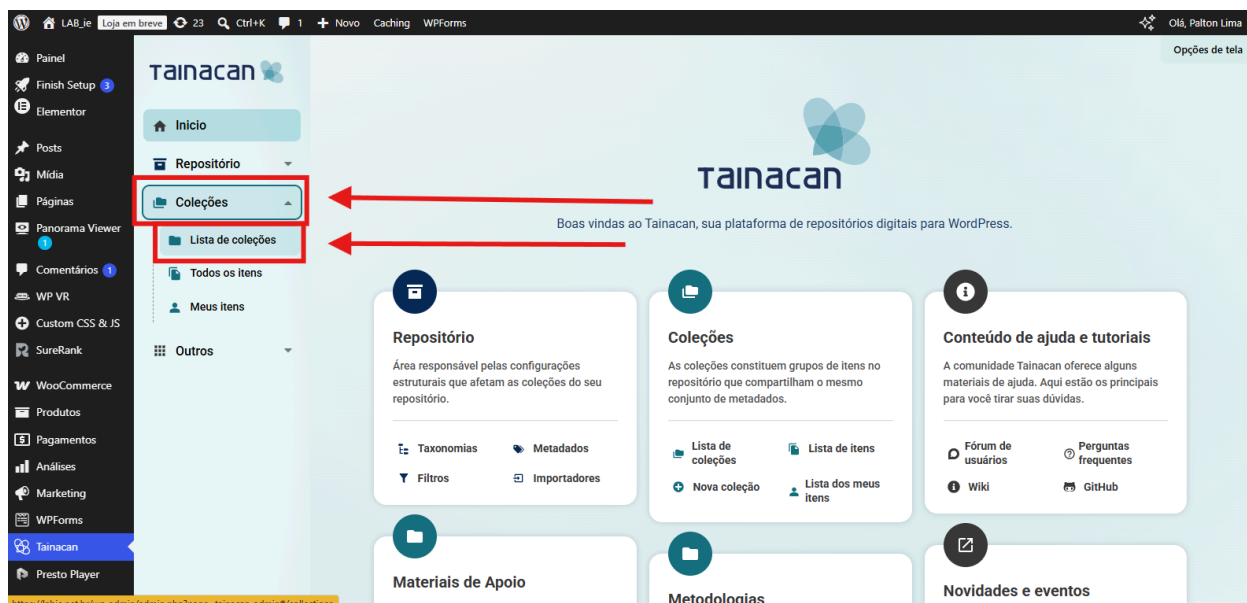 LAB_ie Loja em breve 23 Ctrl+K 1 Novo Caching WPForms Olá, Palton Lima
Opções de tela
Painel
Finish Setup 3
Elementor
Posts
Mídia
Páginas
Panorama Viewer
1
Comentários 1
WP VR
Custom CSS & JS
SureRank
WooCommerce
Produtos
Pagamentos
Análises
Marketing
WPForms
Tainacan
Presto Player
Tainacan
Inicio
Repositório
Coleções
Lista de coleções
Todos os itens
Meus itens
Outros
Tainacan
Boas vindas ao Tainacan, sua plataforma de repositórios digitais para WordPress.
Repositório
Área responsável pelas configurações
estruturais que afetam as coleções do seu
repositório.
Taxonomias Metadados
Filtros Importadores
Coleções
As coleções constituem grupos de itens no
repositório que compartilham o mesmo
conjunto de metadados.
Lista de
coleções
Lista de itens
Nova coleção
Lista dos meus
itens
Conteúdo de ajuda e tutoriais
A comunidade Tainacan oferece alguns
materiais de ajuda. Aqui estão os principais
para você tirar suas dúvidas.
Fórum de
usuários
Perguntas
frequentes
Wiki GitHub
Materiais de Apoio
Metodologias
Novidades e eventos